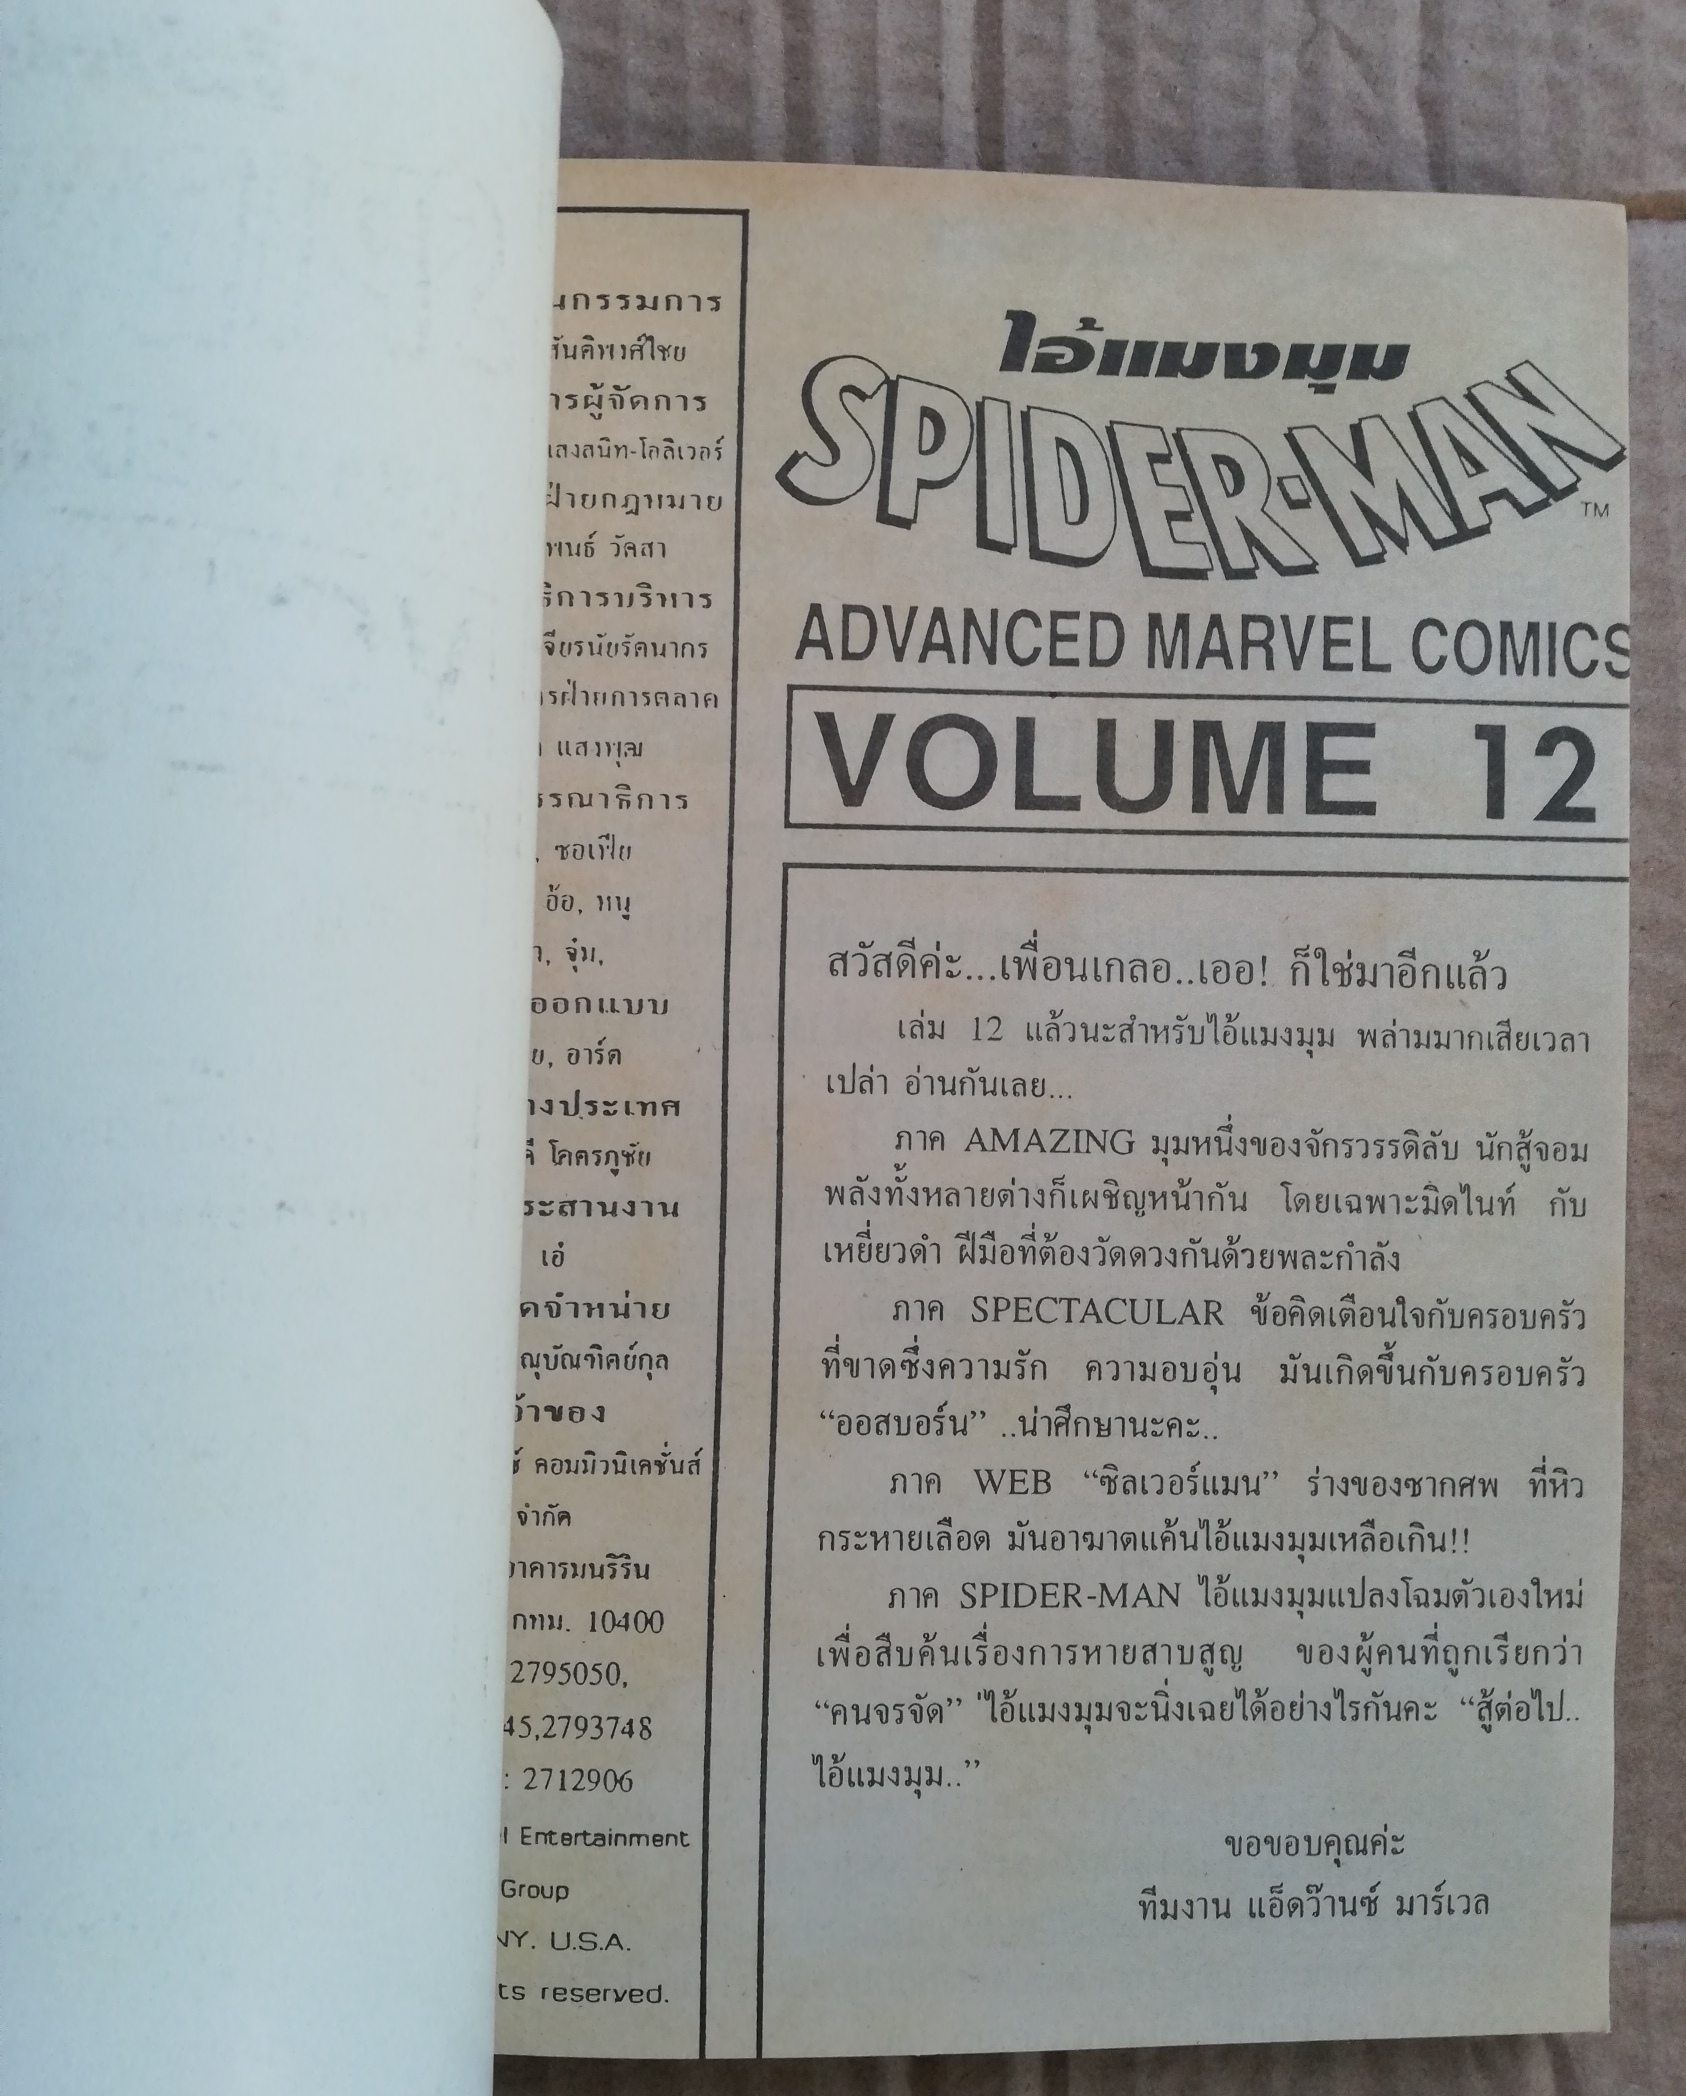 นกรรมการ
สันติพงศ์ไชย
ารผู้จัดการ
แสงสนิท-โอลิเวอร์
ฝ่ายกฎหมาย
พนธ์ วัคสา
ธิการบริหาร
เจียรนัยรัตนากร
ารฝ่ายการตลาด
แสงพุฒ
รรณาธิการ
, ซอเฟีย
อ้อ, หนู
า, จุ๋ม,
ออกแบบ
ย, อาร์ต
างประเทศ
โคครภูชัย
ระสานงาน
เอ๋
ดจำหน่าย
ณุบัณฑิตย์กุล
จ้าของ
ซ์ คอมมิวนิเคชั่นส์
จำกัด
อาคารมนริริน
กทม. 10400
2795050,
45,2793748
: 2712906
l Entertainment
Group
NY. U.S.A.
ts reserved.
ไอ้แมงมุม
SPIDER-MAN
TM
ADVANCED MARVEL COMICS
VOLUME 12
สวัสดีค่ะ...เพื่อนเกลอ..เออ! ก็ใช่มาอีกแล้ว
เล่ม 12 แล้วนะสำหรับไอ้แมงมุม พล่ามมากเสียเวลา
เปล่า อ่านกันเลย...
ภาค AMAZING มุมหนึ่งของจักรวรรดิลับ นักสู้จอม
พลังทั้งหลายต่างก็เผชิญหน้ากัน โดยเฉพาะมิดไนท์ กับ
เหยี่ยวดำ ฝีมือที่ต้องวัดดวงกันด้วยพละกำลัง
ภาค SPECTACULAR ข้อคิดเตือนใจกับครอบครัว
ที่ขาดซึ่งความรัก ความอบอุ่น มันเกิดขึ้นกับครอบครัว
“ออสบอร์น” ..น่าศึกษานะคะ..
ภาค WEB “ซิลเวอร์แมน” ร่างของซากศพ ที่หิว
กระหายเลือด มันอาฆาตแค้นไอ้แมงมุมเหลือเกิน!!
ภาค SPIDER-MAN ไอ้แมงมุมแปลงโฉมตัวเองใหม่
เพื่อสืบค้นเรื่องการหายสาบสูญ ของผู้คนที่ถูกเรียกว่า
“คนจรจัด” 'ไอ้แมงมุมจะนิ่งเฉยได้อย่างไรกันคะ “สู้ต่อไป..
ไอ้แมงมุม..”
ขอขอบคุณค่ะ
ทีมงาน แอ็ดว๊านซ์ มาร์เวล